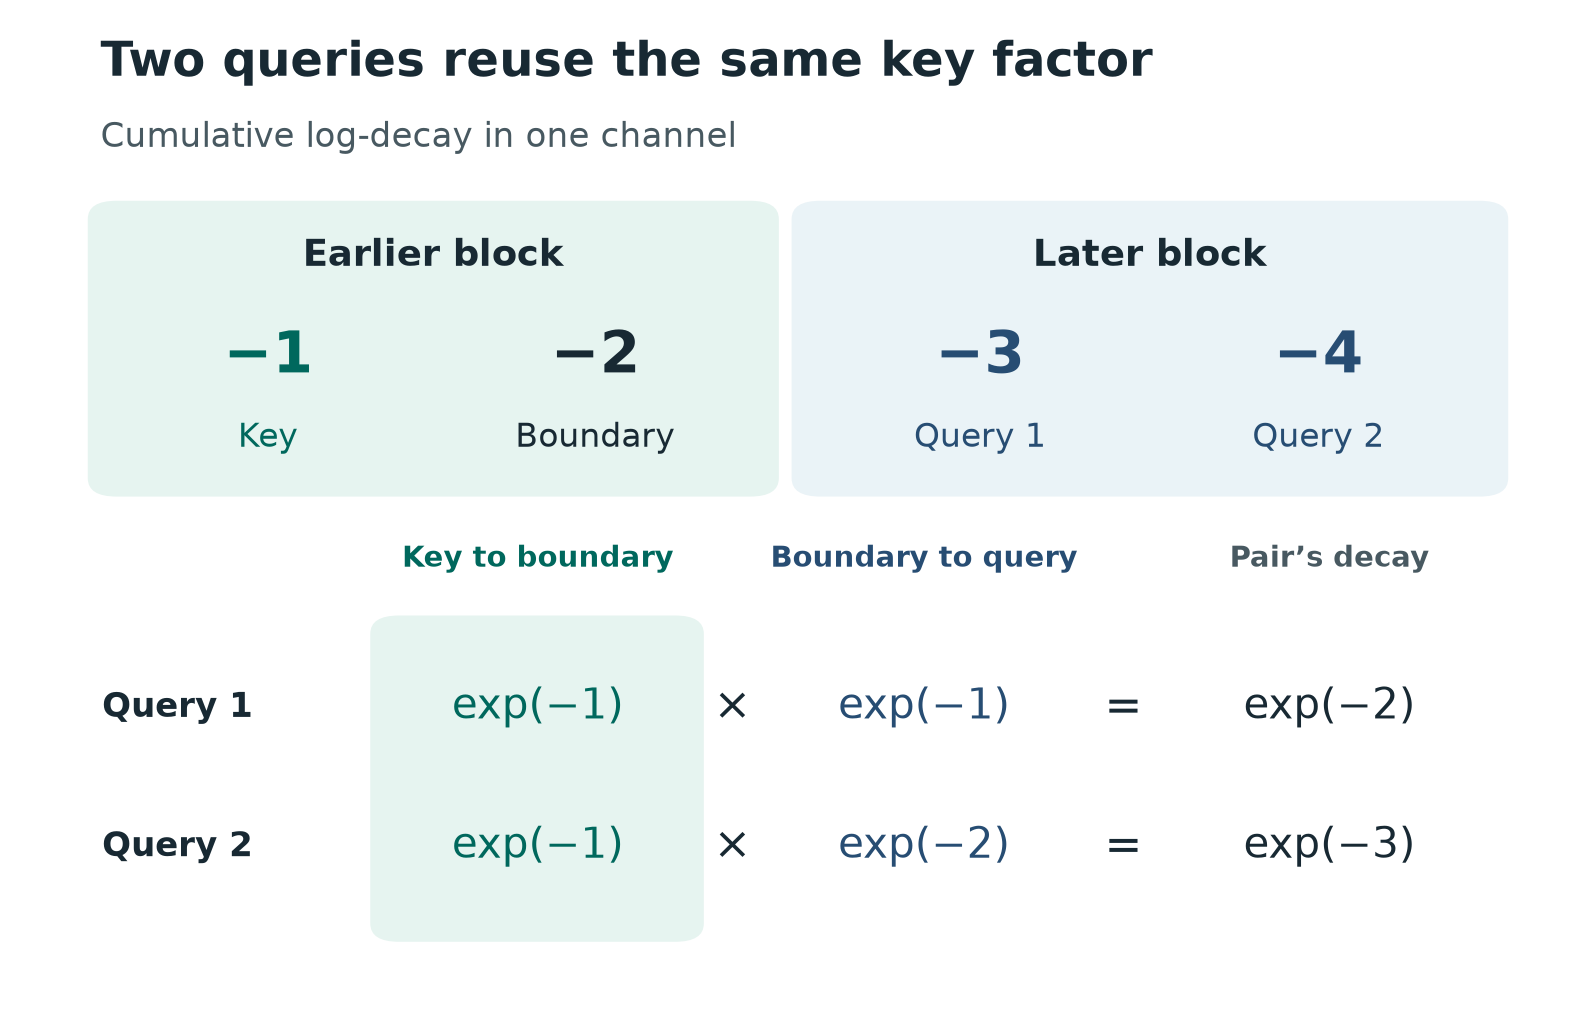 Two queries reuse the same key factor
Cumulative log-decay in one channel
Earlier block
Later block
−1
−2
−3
−4
Key
Boundary
Query 1
Query 2
Key to boundary
Boundary to query
Pair’s decay
Query 1 exp(−1) × exp(−1) = exp(−2)
Query 2 exp(−1) × exp(−2) = exp(−3)